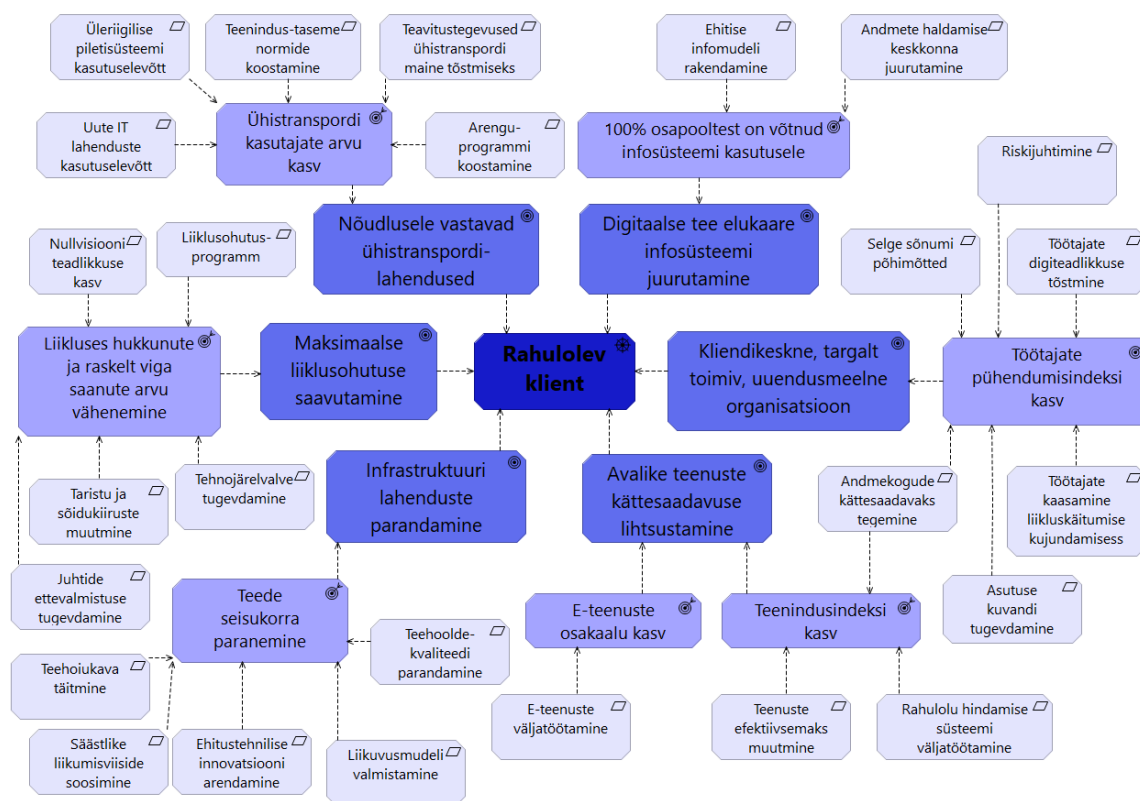 Üleriigilise
piletisüsteemi
kasutuselevõtt
Teenindus-taseme
normide
koostamine
Teavitustegevused
ühistranspordi
maine tõstmiseks
Ehitise
infomudeli
rakendamine
Andmete haldamise
keskkonna
juurutamine
Uute IT
lahenduste
kasutuselevõtt
Ühistranspordi
kasutajate arvu
kasv
Arengu-
programmi
koostamine
100% osapooltest on võtnud
infosüsteemi kasutusele
Riskijuhtimine
Nullvisiooni
teadlikkuse
kasv
Liiklusohutus-
programm
Nõudlusele vastavad
ühistranspordi-
lahendused
Digitaalse tee elukaare
infosüsteemi
juurutamine
Selge sõnumi
põhimõtted
Töötajate
digiteadlikkuse
tõstmine
Liikluses hukkunute
ja raskelt viga
saanute arvu
vähenemine
Maksimaalse
liiklusohutuse
saavutamine
Rahulolev
klient
Kliendikeskne, targalt
toimiv, uuendusmeelne
organisatsioon
Töötajate
pühendumisindeksi
kasv
Taristu ja
sõidukiiruste
muutmine
Tehnojärelvalve
tugevdamine
Infrastruktuuri
lahenduste
parandamine
Avalike teenuste
kättesaadavuse
lihtsustamine
Andmekogude
kättesaadavaks
tegemine
Töötajate
kaasamine
liikluskäitumise
kujundamisess
Juhtide
ettevalmistuse
tugevdamine
Teede
seisukorra
paranemine
E-teenuste
osakaalu kasv
Teenindusindeksi
kasv
Asutuse
kuvandi
tugevdamine
Teehoiukava
täitmine
Teehoolde-
kvaliteedi
parandamine
E-teenuste
väljatöötamine
Teenuste
efektiivsemaks
muutmine
Rahulolu hindamise
süsteemi
väljatöötamine
Säästlike
liikumisviiside
soosimine
Ehitustehnilise
innovatsiooni
arendamine
Liikuvusmudeli
valmistamine